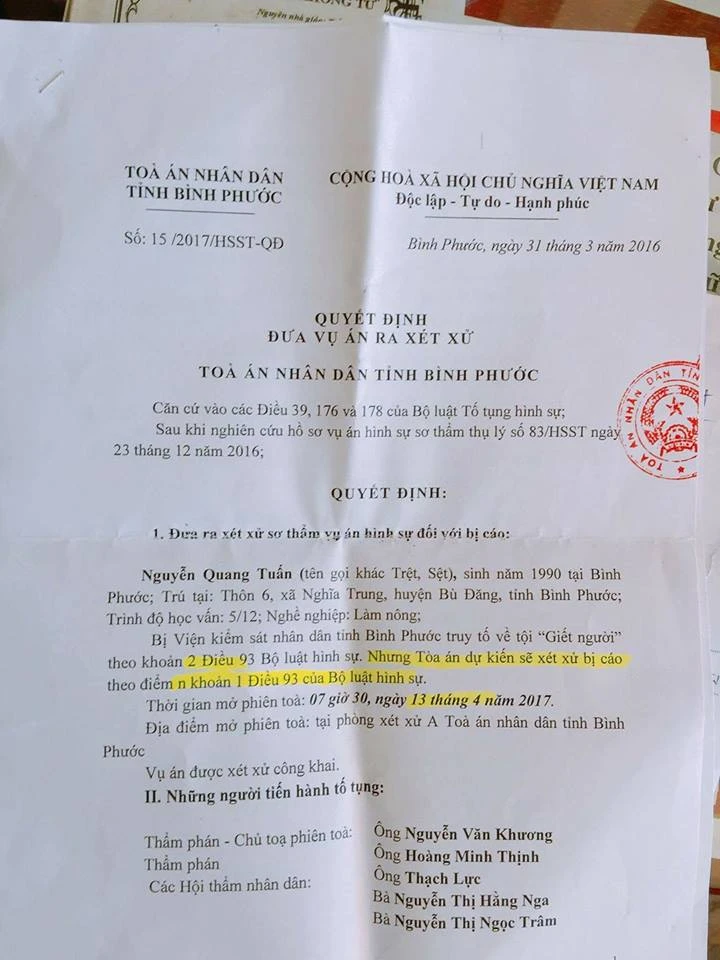 Nguyên nhà giáo
TOÀ ÁN NHÂN DÂN
TỈNH BÌNH PHƯỚC
CỘNG HOÀ XÃ HỘI CHỦ NGHĨA VIỆT NAM
Độc lập - Tự do - Hạnh phúc
Số: 15 /2017/HSST-QĐ
Bình Phước, ngày 31 tháng 3 năm 2016
QUYẾT ĐỊNH
ĐƯA VỤ ÁN RA XÉT XỬ
TOÀ ÁN NHÂN DÂN TỈNH BÌNH PHƯỚC
Căn cứ vào các Điều 39, 176 và 178 của Bộ luật Tố tụng hình sự;
Sau khi nghiên cứu hồ sơ vụ án hình sự sơ thẩm thụ lý số 83/HSST ngày
23 tháng 12 năm 2016;
TOÀ ÁN NHÂN DÂN TỈN
QUYẾT ĐỊNH:
1. Đưa ra xét xử sơ thẩm vụ án hình sự đối với bị cáo:
Nguyễn Quang Tuấn (tên gọi khác Trệt, Sệt), sinh năm 1990 tại Bình
Phước; Trú tại: Thôn 6, xã Nghĩa Trung, huyện Bù Đăng, tỉnh Bình Phước;
Trình độ học vấn: 5/12; Nghề nghiệp: Làm nông;
Bị Viện kiểm sát nhân dân tỉnh Bình Phước truy tố về tội “Giết người”
theo khoản 2 Điều 93 Bộ luật hình sự. Nhưng Tòa án dự kiến sẽ xét xử bị cáo
theo điểm n khoản 1 Điều 93 của Bộ luật hình sự.
Thời gian mở phiên toà: 07 giờ 30, ngày 13 tháng 4 năm 2017.
Địa điểm mở phiên toà: tại phòng xét xử A Toà án nhân dân tỉnh Bình
Phước
Vụ án được xét xử công khai.
II. Những người tiến hành tố tụng:
Thẩm phán - Chủ toạ phiên toà: Ông Nguyễn Văn Khương
Thẩm phán Ông Hoàng Minh Thịnh
Các Hội thẩm nhân dân: Ông Thạch Lực
Bà Nguyễn Thị Hằng Nga
Bà Nguyễn Thị Ngọc Trâm